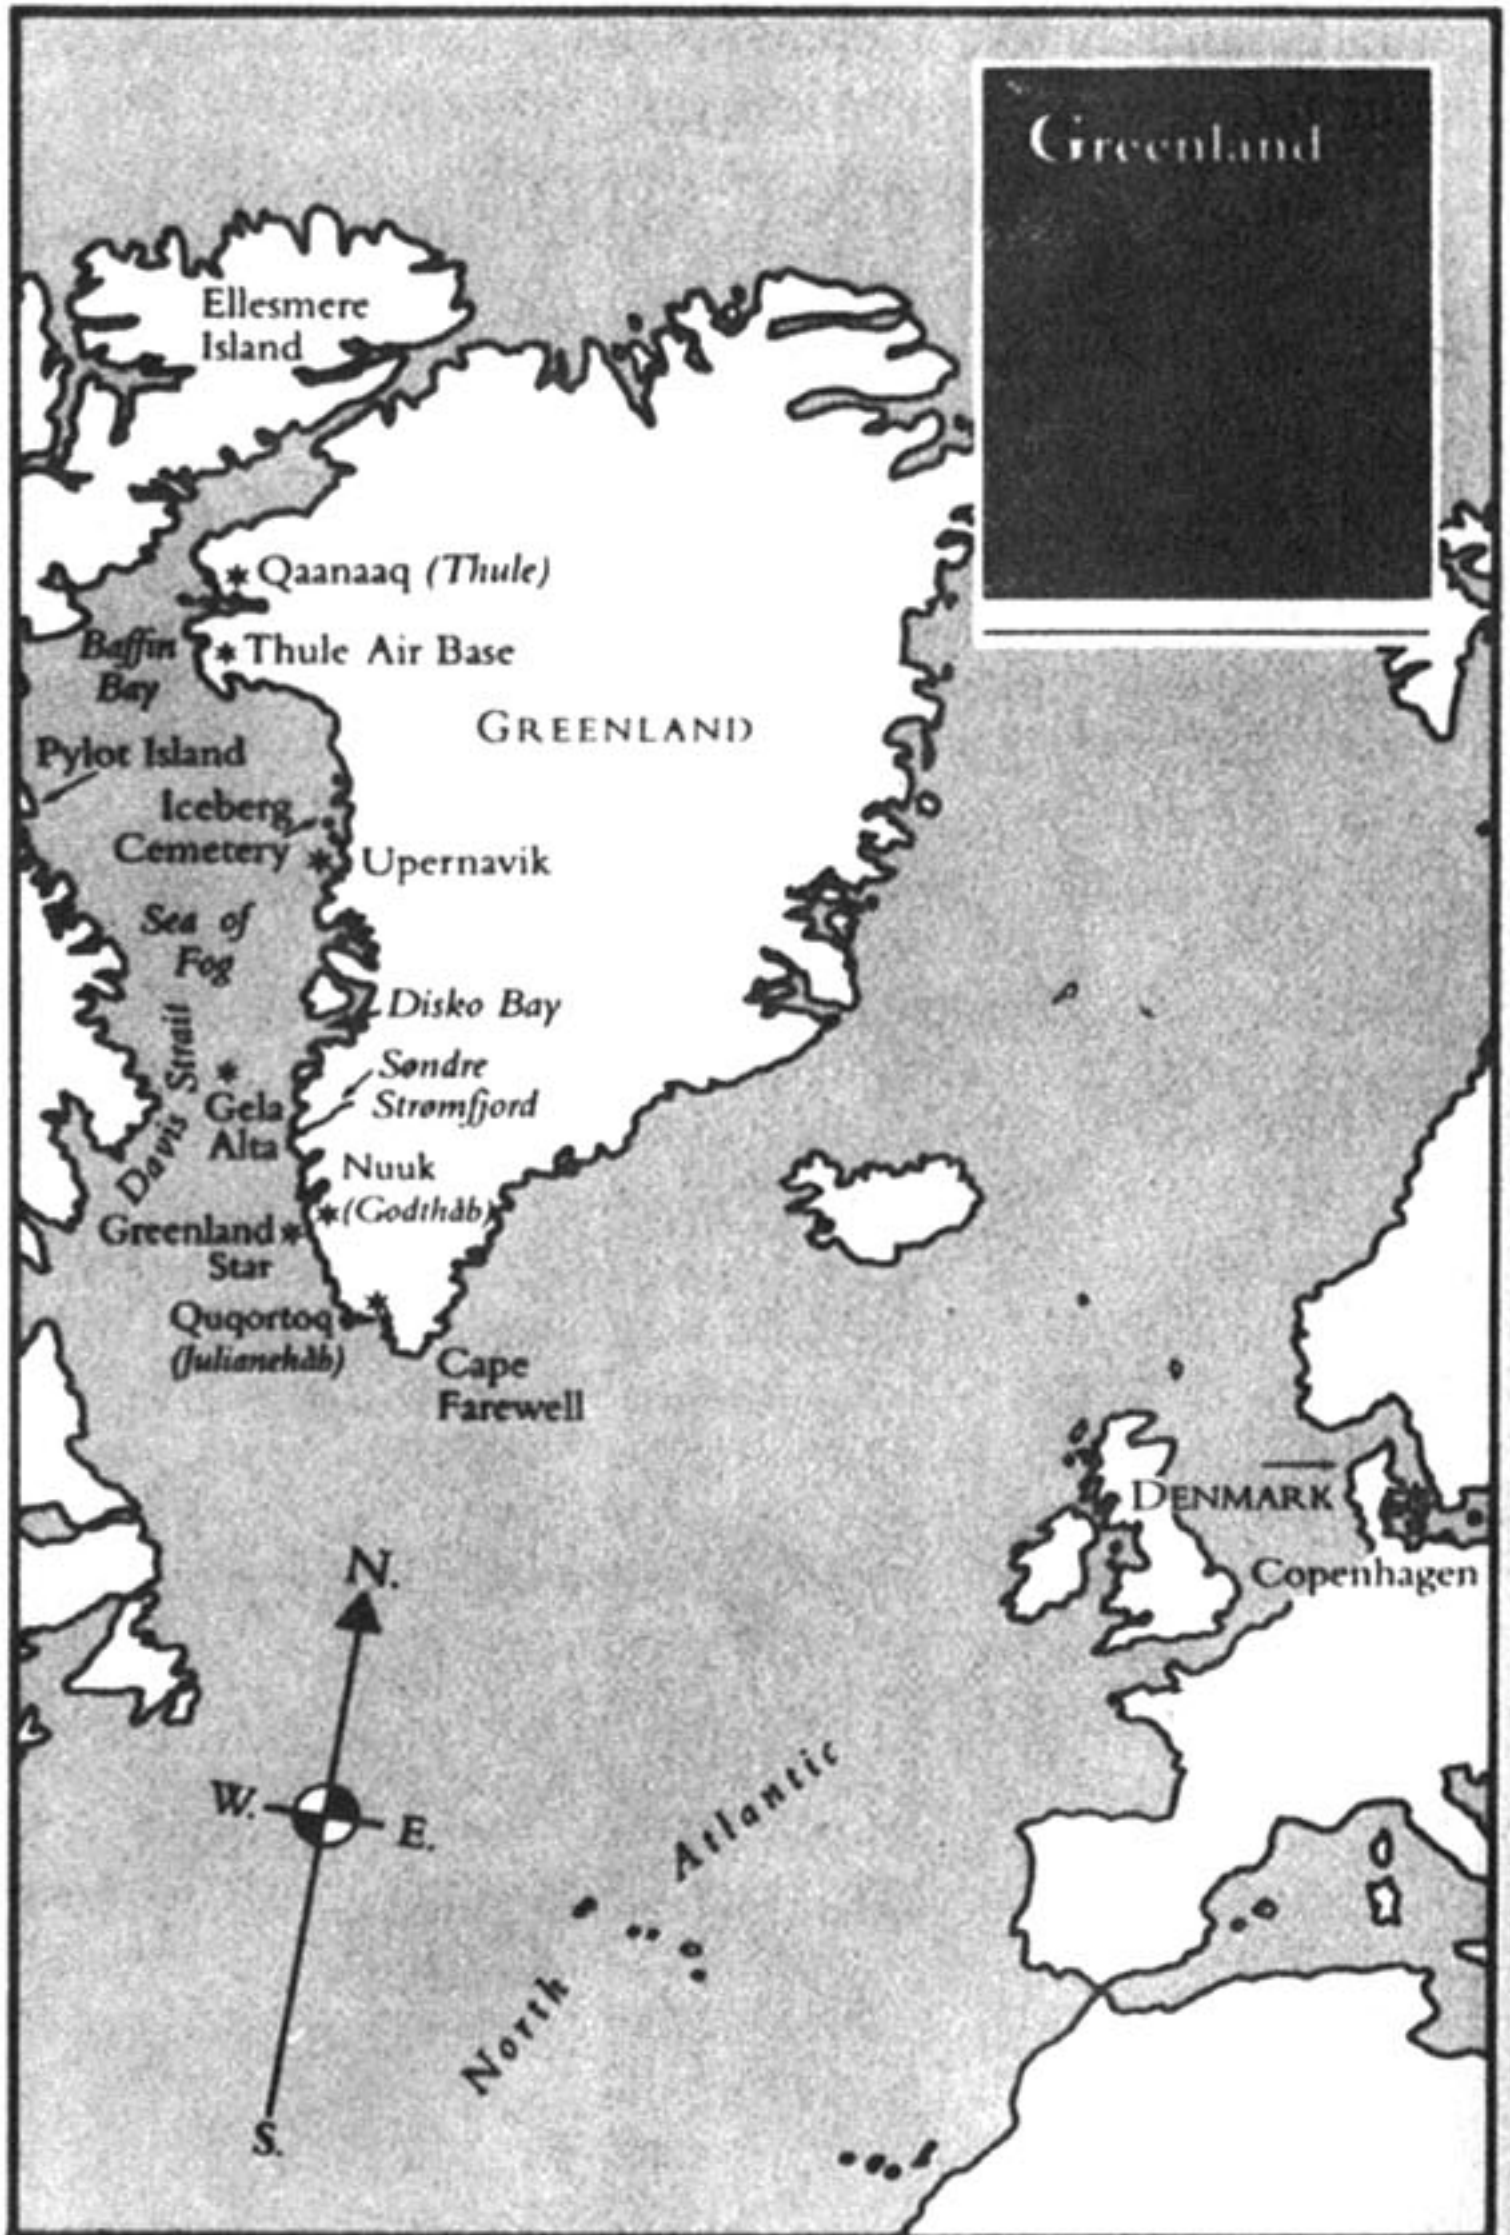 Greenland
Ellesmere
Island
Qaanaaq (Thule)
Baffin
Bay
Thule Air Base
GREENLAND
Pylot Island
Iceberg
Cemetery
Upernavik
Sea of
Fog
Disko Bay
Davis Strait
Søndre
Strømfjord
Gela
Alta
Nuuk
(Godthåb)
Greenland
Star
Quqortoq
(Julianehåb)
Cape
Farewell
DENMARK
Copenhagen
N.
W.
E.
S.
North Atlantic